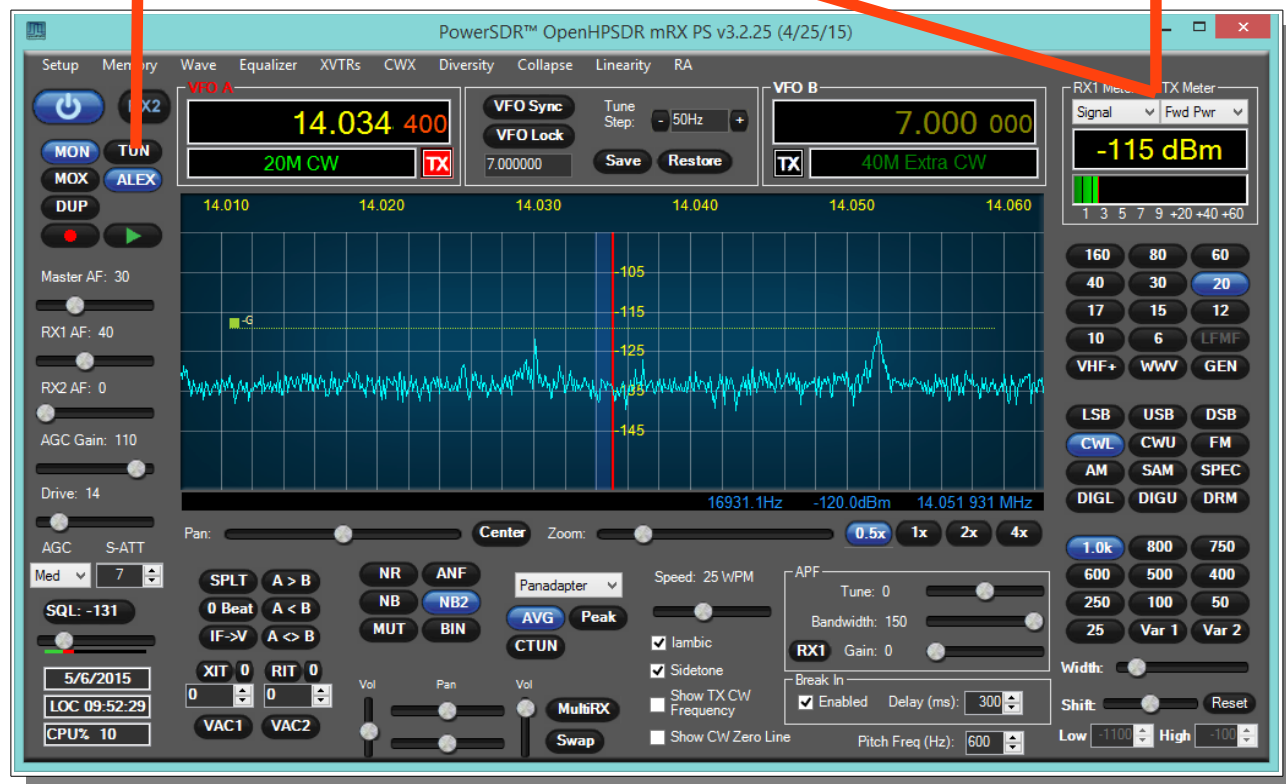 PowerSDR™ OpenHPSDR mRX PS v3.2.25 (4/25/15)
Setup Memory Wave Equalizer XVTRs CWX Diversity Collapse Linearity RA
MON TUN
MOX ALEX
DUP
Master AF: 30
RX1 AF: 40
RX2 AF: 0
AGC Gain: 110
Drive: 14
AGC S-ATT
Med 7
SQL: -131
5/6/2015
LOC 09:52:29
CPU% 10
VFO A
14.034 400
20M CW TX
VFO Sync
VFO Lock
7.000000
Tune
Step: - 50Hz +
Save Restore
VFO B
7.000 000
TX 40M Extra CW
RX1 Meter TX Meter
Signal Fwd Pwr
-115 dBm
1 3 5 7 9 +20 +40 +60
14.010 14.020 14.030 14.040 14.050 14.060
-105
-115
-G
-125
-135
-145
16931.1Hz -120.0dBm 14.051 931 MHz
Pan: Center Zoom: 0.5x 1x 2x 4x
SPLT A > B
0 Beat A < B
IF->V A <> B
XIT 0 RIT 0
0 0
VAC1 VAC2
NR ANF
NB NB2
MUT BIN
Vol Pan Vol
MultiRX
Swap
Panadapter
AVG Peak
CTUN
Speed: 25 WPM
Iambic
Sidetone
Show TX CW
Frequency
Show CW Zero Line
APF
Tune: 0
Bandwidth: 150
RX1 Gain: 0
Break In
Enabled Delay (ms): 300
Pitch Freq (Hz): 600
160 80 60
40 30 20
17 15 12
10 6 LFMF
VHF+ WWV GEN
LSB USB DSB
CWL CWU FM
AM SAM SPEC
DIGL DIGU DRM
1.0k 800 750
600 500 400
250 100 50
25 Var 1 Var 2
Width:
Shift: Reset
Low -1100 High -100